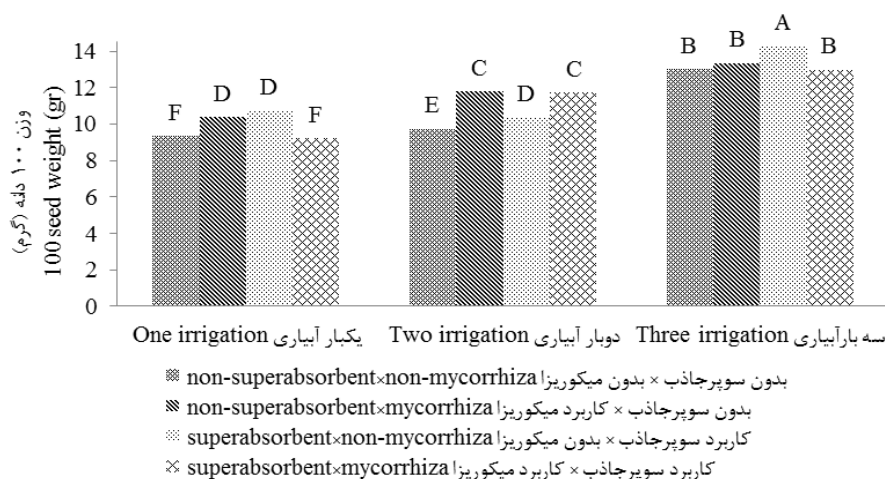 وزن ۱۰۰ دانه (گرم)
100 seed weight (gr)
14
12
10
8
6
4
2
0
F D D F
E C D C
B B A B
One irrigation یکبار آبیاری
Two irrigation دوبار آبیاری
Three irrigation سه بارآبیاری
non-superabsorbent×non-mycorrhiza بدون سوپرجاذب × بدون میکوریزا
non-superabsorbent×mycorrhiza بدون سوپرجاذب × کاربرد میکوریزا
superabsorbent×non-mycorrhiza کاربرد سوپرجاذب × بدون میکوریزا
superabsorbent×mycorrhiza کاربرد سوپرجاذب × کاربرد میکوریزا